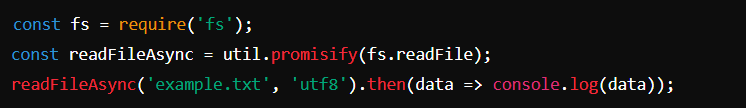 const fs = require('fs');
const readFileAsync = util.promisify(fs.readFile);
readFileAsync('example.txt', 'utf8').then(data => console.log(data));